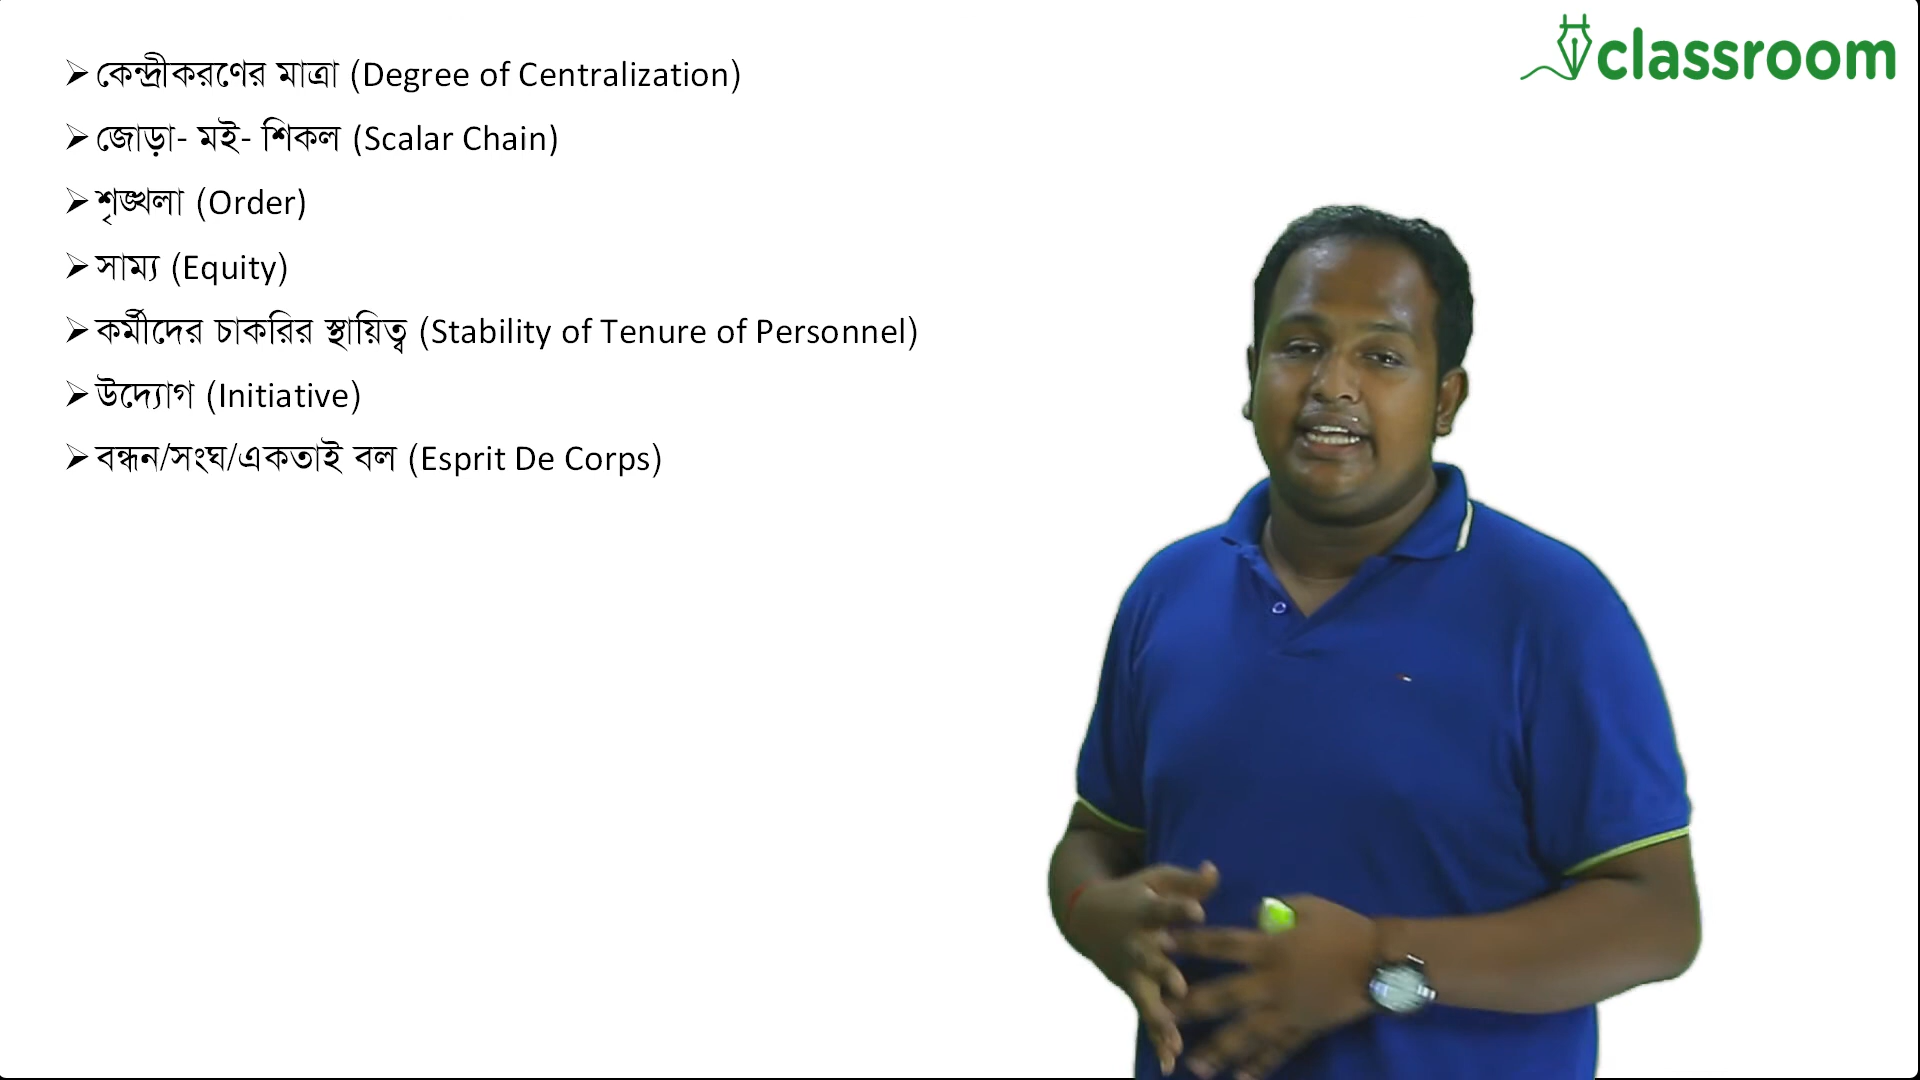 classroom
➢ কেন্দ্রীকরণের মাত্রা (Degree of Centralization)
➢ জোড়া- মই- শিকল (Scalar Chain)
➢ শৃঙ্খলা (Order)
➢ সাম্য (Equity)
➢ কর্মীদের চাকরির স্থায়িত্ব (Stability of Tenure of Personnel)
➢ উদ্যোগ (Initiative)
➢ বন্ধন/সংঘ/একতাই বল (Esprit De Corps)